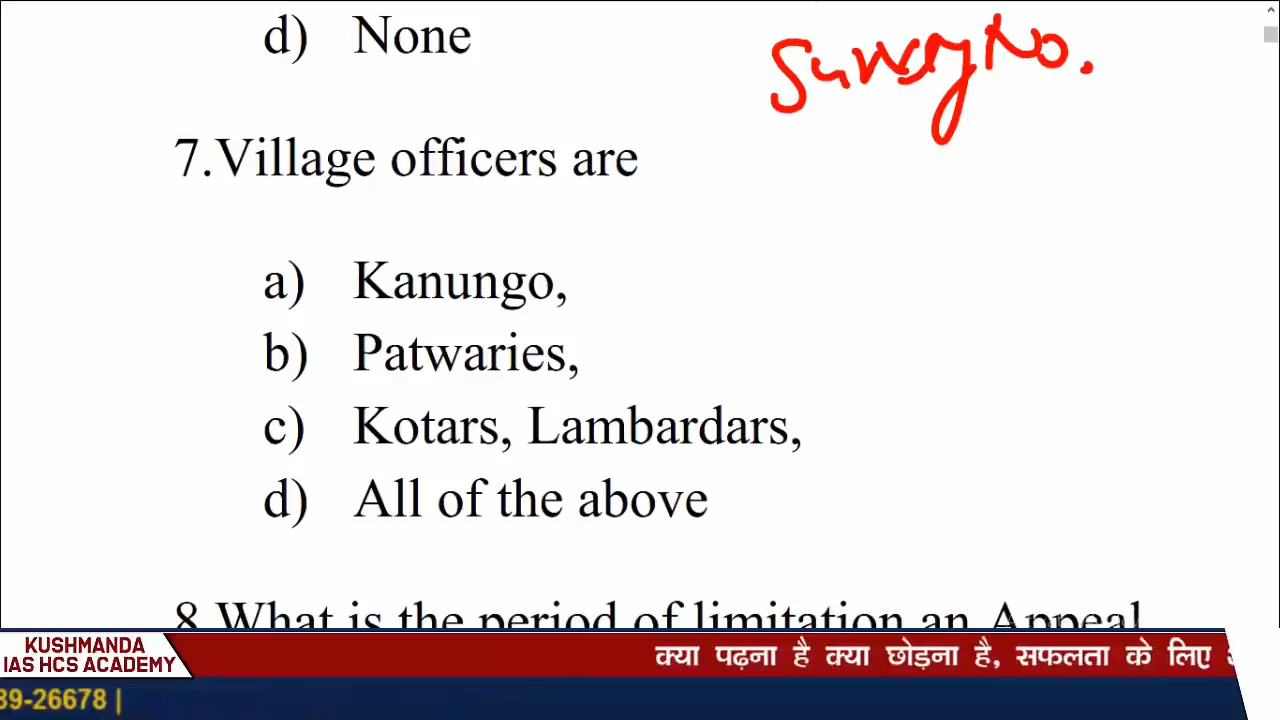 d) None
Survey No.
7.Village officers are
a) Kanungo,
b) Patwaries,
c) Kotars, Lambardars,
d) All of the above
8.What is the period of limitation an Appeal
KUSHMANDA
IAS HCS ACADEMY
क्या पढ़ना है क्या छोड़ना है, सफलता के लिए
39-26678 |